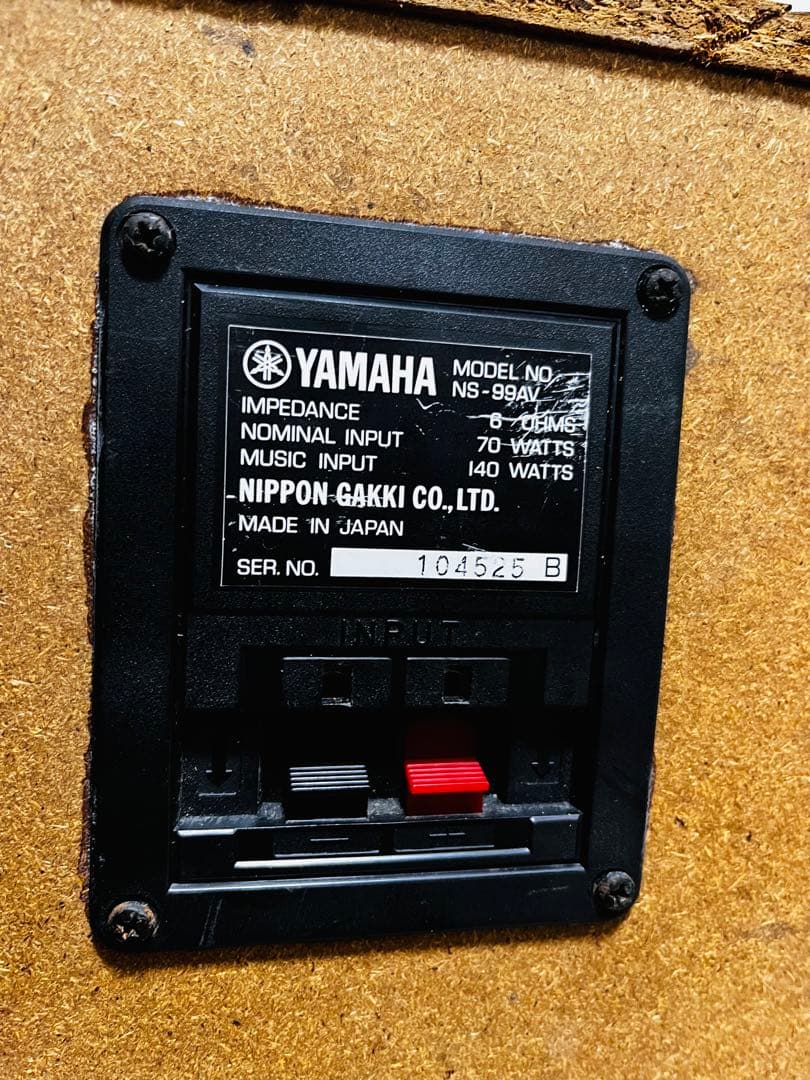 YAMAHA MODEL NO.
NS-99AV
IMPEDANCE 6 OHMS
NOMINAL INPUT 70 WATTS
MUSIC INPUT 140 WATTS
NIPPON GAKKI CO., LTD.
MADE IN JAPAN
SER. NO. 104525 B
INPUT